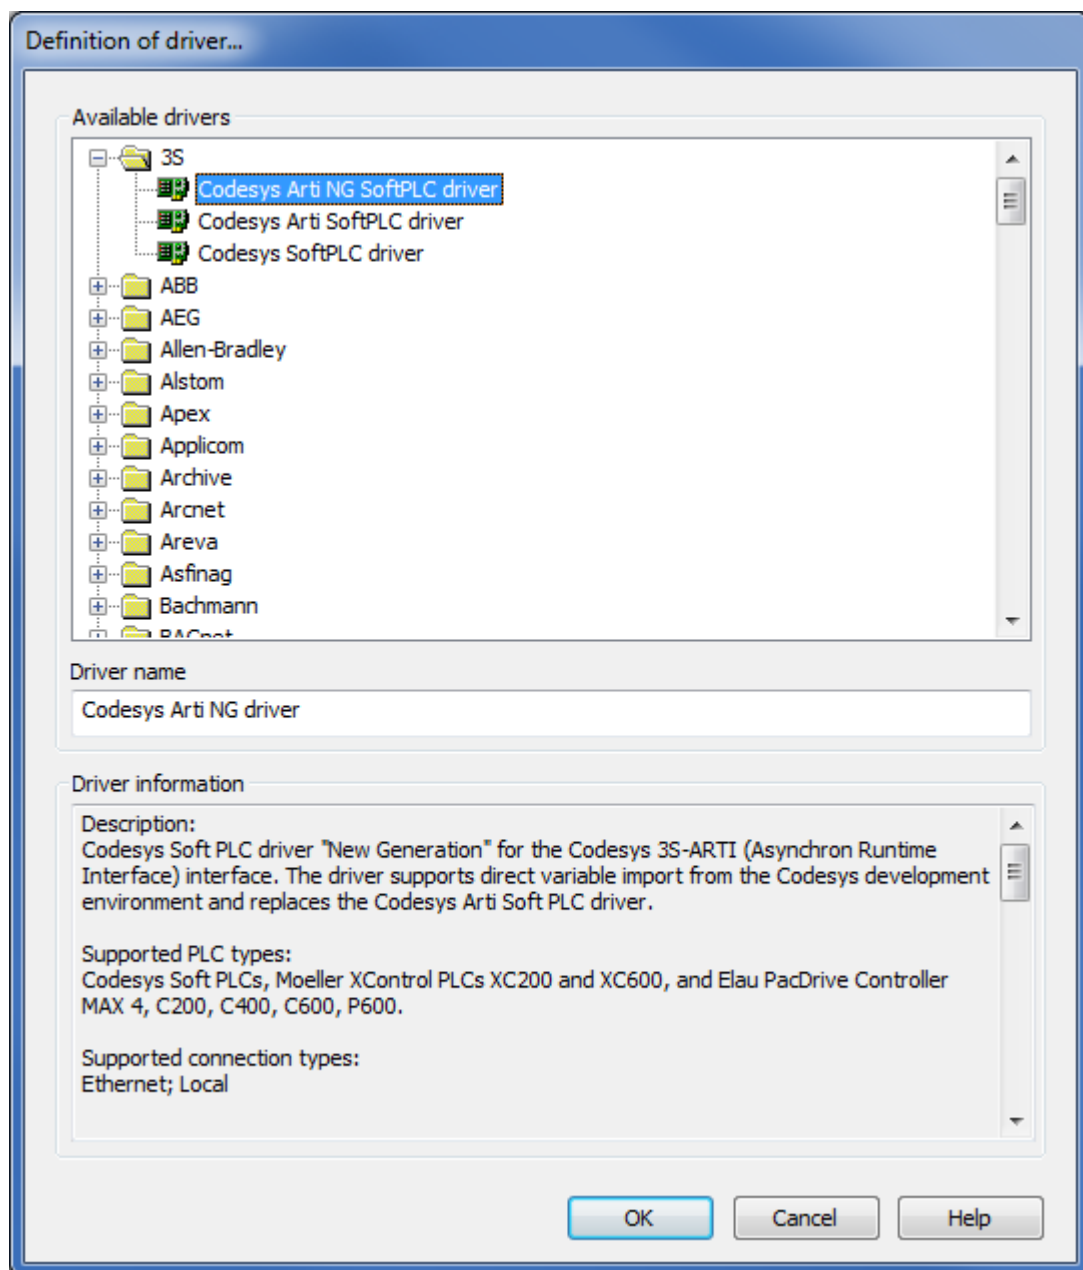 Definition of driver...
Available drivers
3S
Codesys Arti NG SoftPLC driver
Codesys Arti SoftPLC driver
Codesys SoftPLC driver
ABB
AEG
Allen-Bradley
Alstom
Apex
Applicom
Archive
Arcnet
Areva
Asfinag
Bachmann
BACnet
Driver name
Codesys Arti NG driver
Driver information
Description:
Codesys Soft PLC driver "New Generation" for the Codesys 3S-ARTI (Asynchron Runtime
Interface) interface. The driver supports direct variable import from the Codesys development
environment and replaces the Codesys Arti Soft PLC driver.
Supported PLC types:
Codesys Soft PLCs, Moeller XControl PLCs XC200 and XC600, and Elau PacDrive Controller
MAX 4, C200, C400, C600, P600.
Supported connection types:
Ethernet; Local
OK Cancel Help